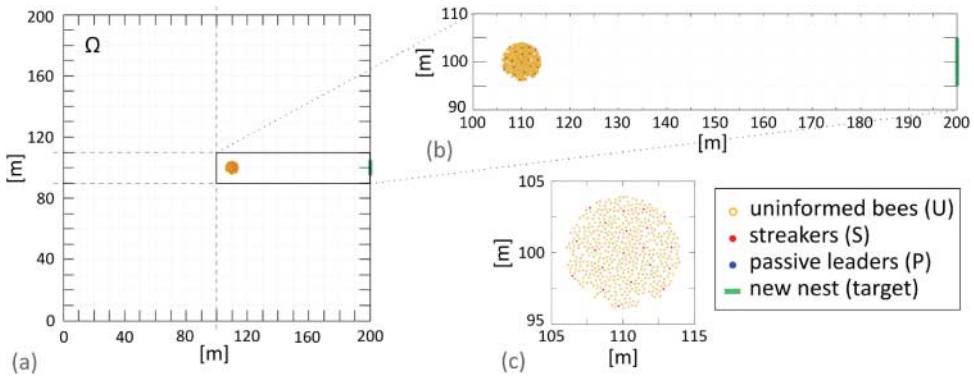 200
160
120
80
40
0
[m]
Ω
0 40 80 120 160 200
[m]
(a)
110
100
90
[m]
100 110 120 130 140 150 160 170 180 190 200
[m]
(b)
105
100
95
[m]
105 110 115
[m]
(c)
uninformed bees (U)
streakers (S)
passive leaders (P)
new nest (target)